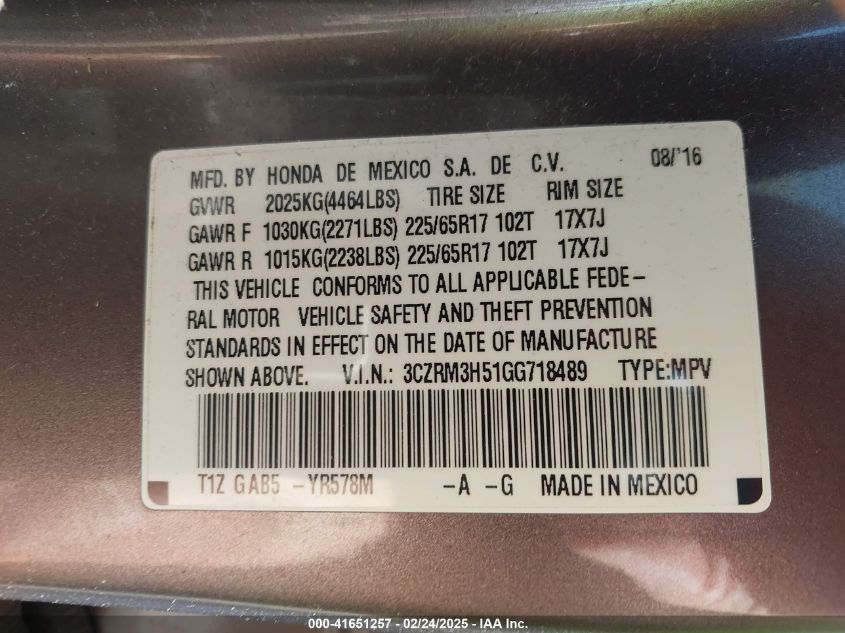 MFD. BY HONDA DE MEXICO S.A. DE C.V. 08/'16
GVWR 2025KG(4464LBS) TIRE SIZE RIM SIZE
GAWR F 1030KG(2271LBS) 225/65R17 102T 17X7J
GAWR R 1015KG(2238LBS) 225/65R17 102T 17X7J
THIS VEHICLE CONFORMS TO ALL APPLICABLE FEDE–
RAL MOTOR VEHICLE SAFETY AND THEFT PREVENTION
STANDARDS IN EFFECT ON THE DATE OF MANUFACTURE
SHOWN ABOVE. V.I.N.: 3CZRM3H51GG718489 TYPE:MPV
T1Z GAB5 –YR578M –A –G MADE IN MEXICO
000-41651257 - 02/24/2025 - © IAA Inc.